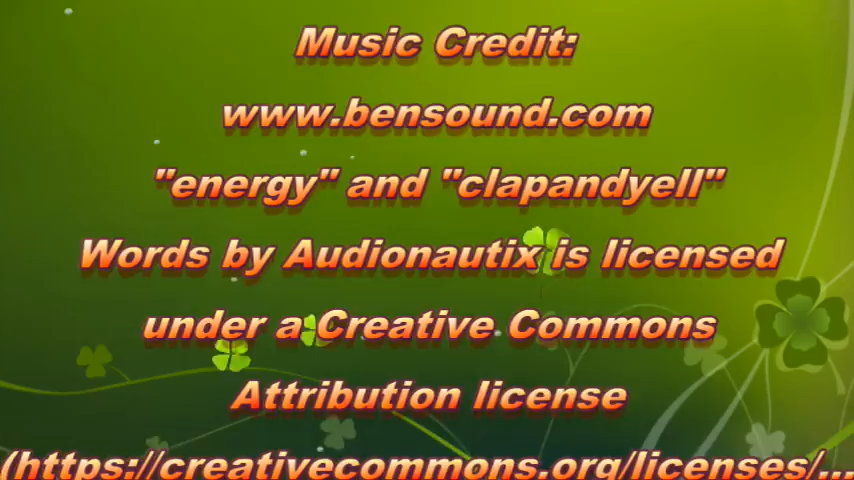 Music Credit:
www.bensound.com
"energy" and "clapandyell"
Words by Audionautix is licensed
under a Creative Commons
Attribution license
(https://creativecommons.org/licenses/...